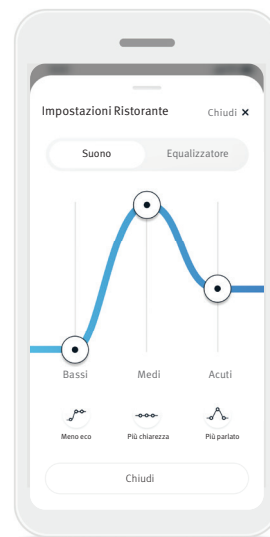 Impostazioni Ristorante Chiudi ×
Suono Equalizzatore
Bassi Medi Acuti
Meno eco Più chiarezza Più parlato
Chiudi